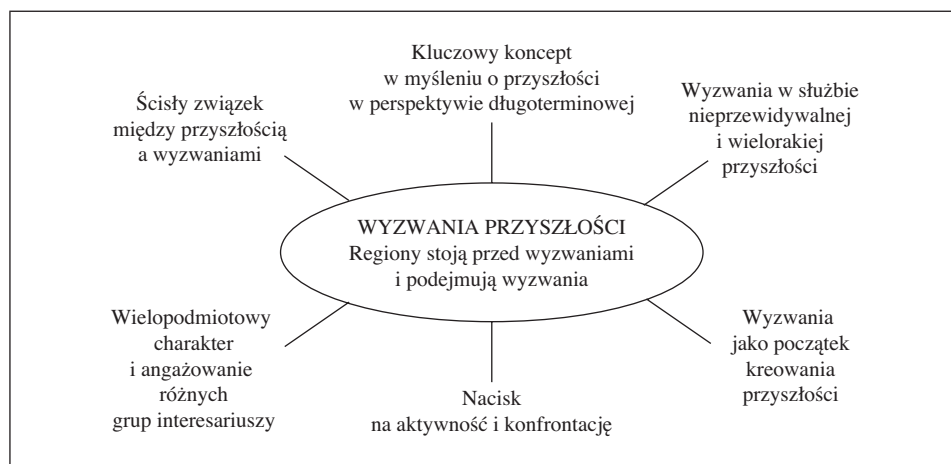 Kluczowy koncept
w myśleniu o przyszłości
w perspektywie długoterminowej
Ścisły związek
między przyszłością
a wyzwaniami
Wyzwania w służbie
nieprzewidywalnej
i wielorakiej
przyszłości
WYZWANIA PRZYSZŁOŚCI
Regiony stoją przed wyzwaniami
i podejmują wyzwania
Wielopodmiotowy
charakter
i angażowanie
różnych
grup interesariuszy
Nacisk
na aktywność i konfrontację
Wyzwania
jako początek
kreowania
przyszłości